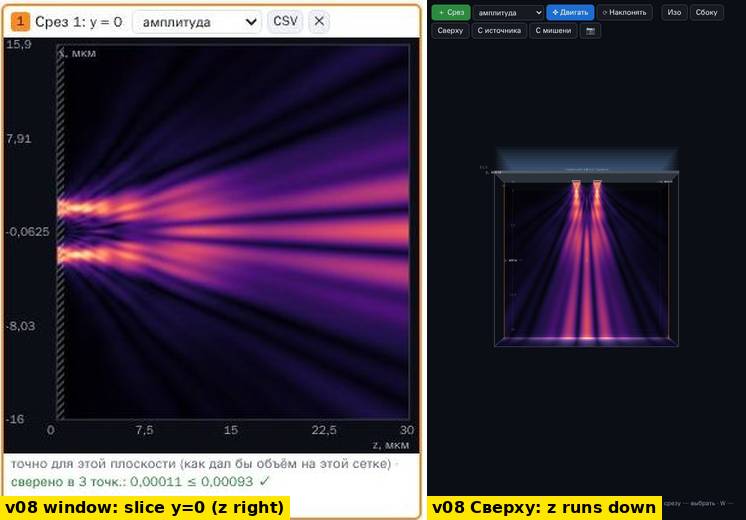 1 Срез 1: y = 0 амплитуда CSV ✕
15,9
x, мкм
7,91
-0,0625
-8,03
-16
0 7,5 15 22,5 30
z, мкм
точно для этой плоскости (как дал бы объём на этой сетке) ·
сверено в 3 точк.: 0,00011 ≤ 0,00093 ✓
v08 window: slice y=0 (z right)
+ Срез амплитуда ✥ Двигать ⟳ Наклонять Изо Сбоку
Сверху С источника С мишени
срезу — выбрать · W —
v08 Сверху: z runs down